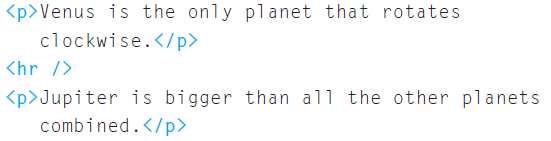 <p>Venus is the only planet that rotates
clockwise.</p>
<hr />
<p>Jupiter is bigger than all the other planets
combined.</p>